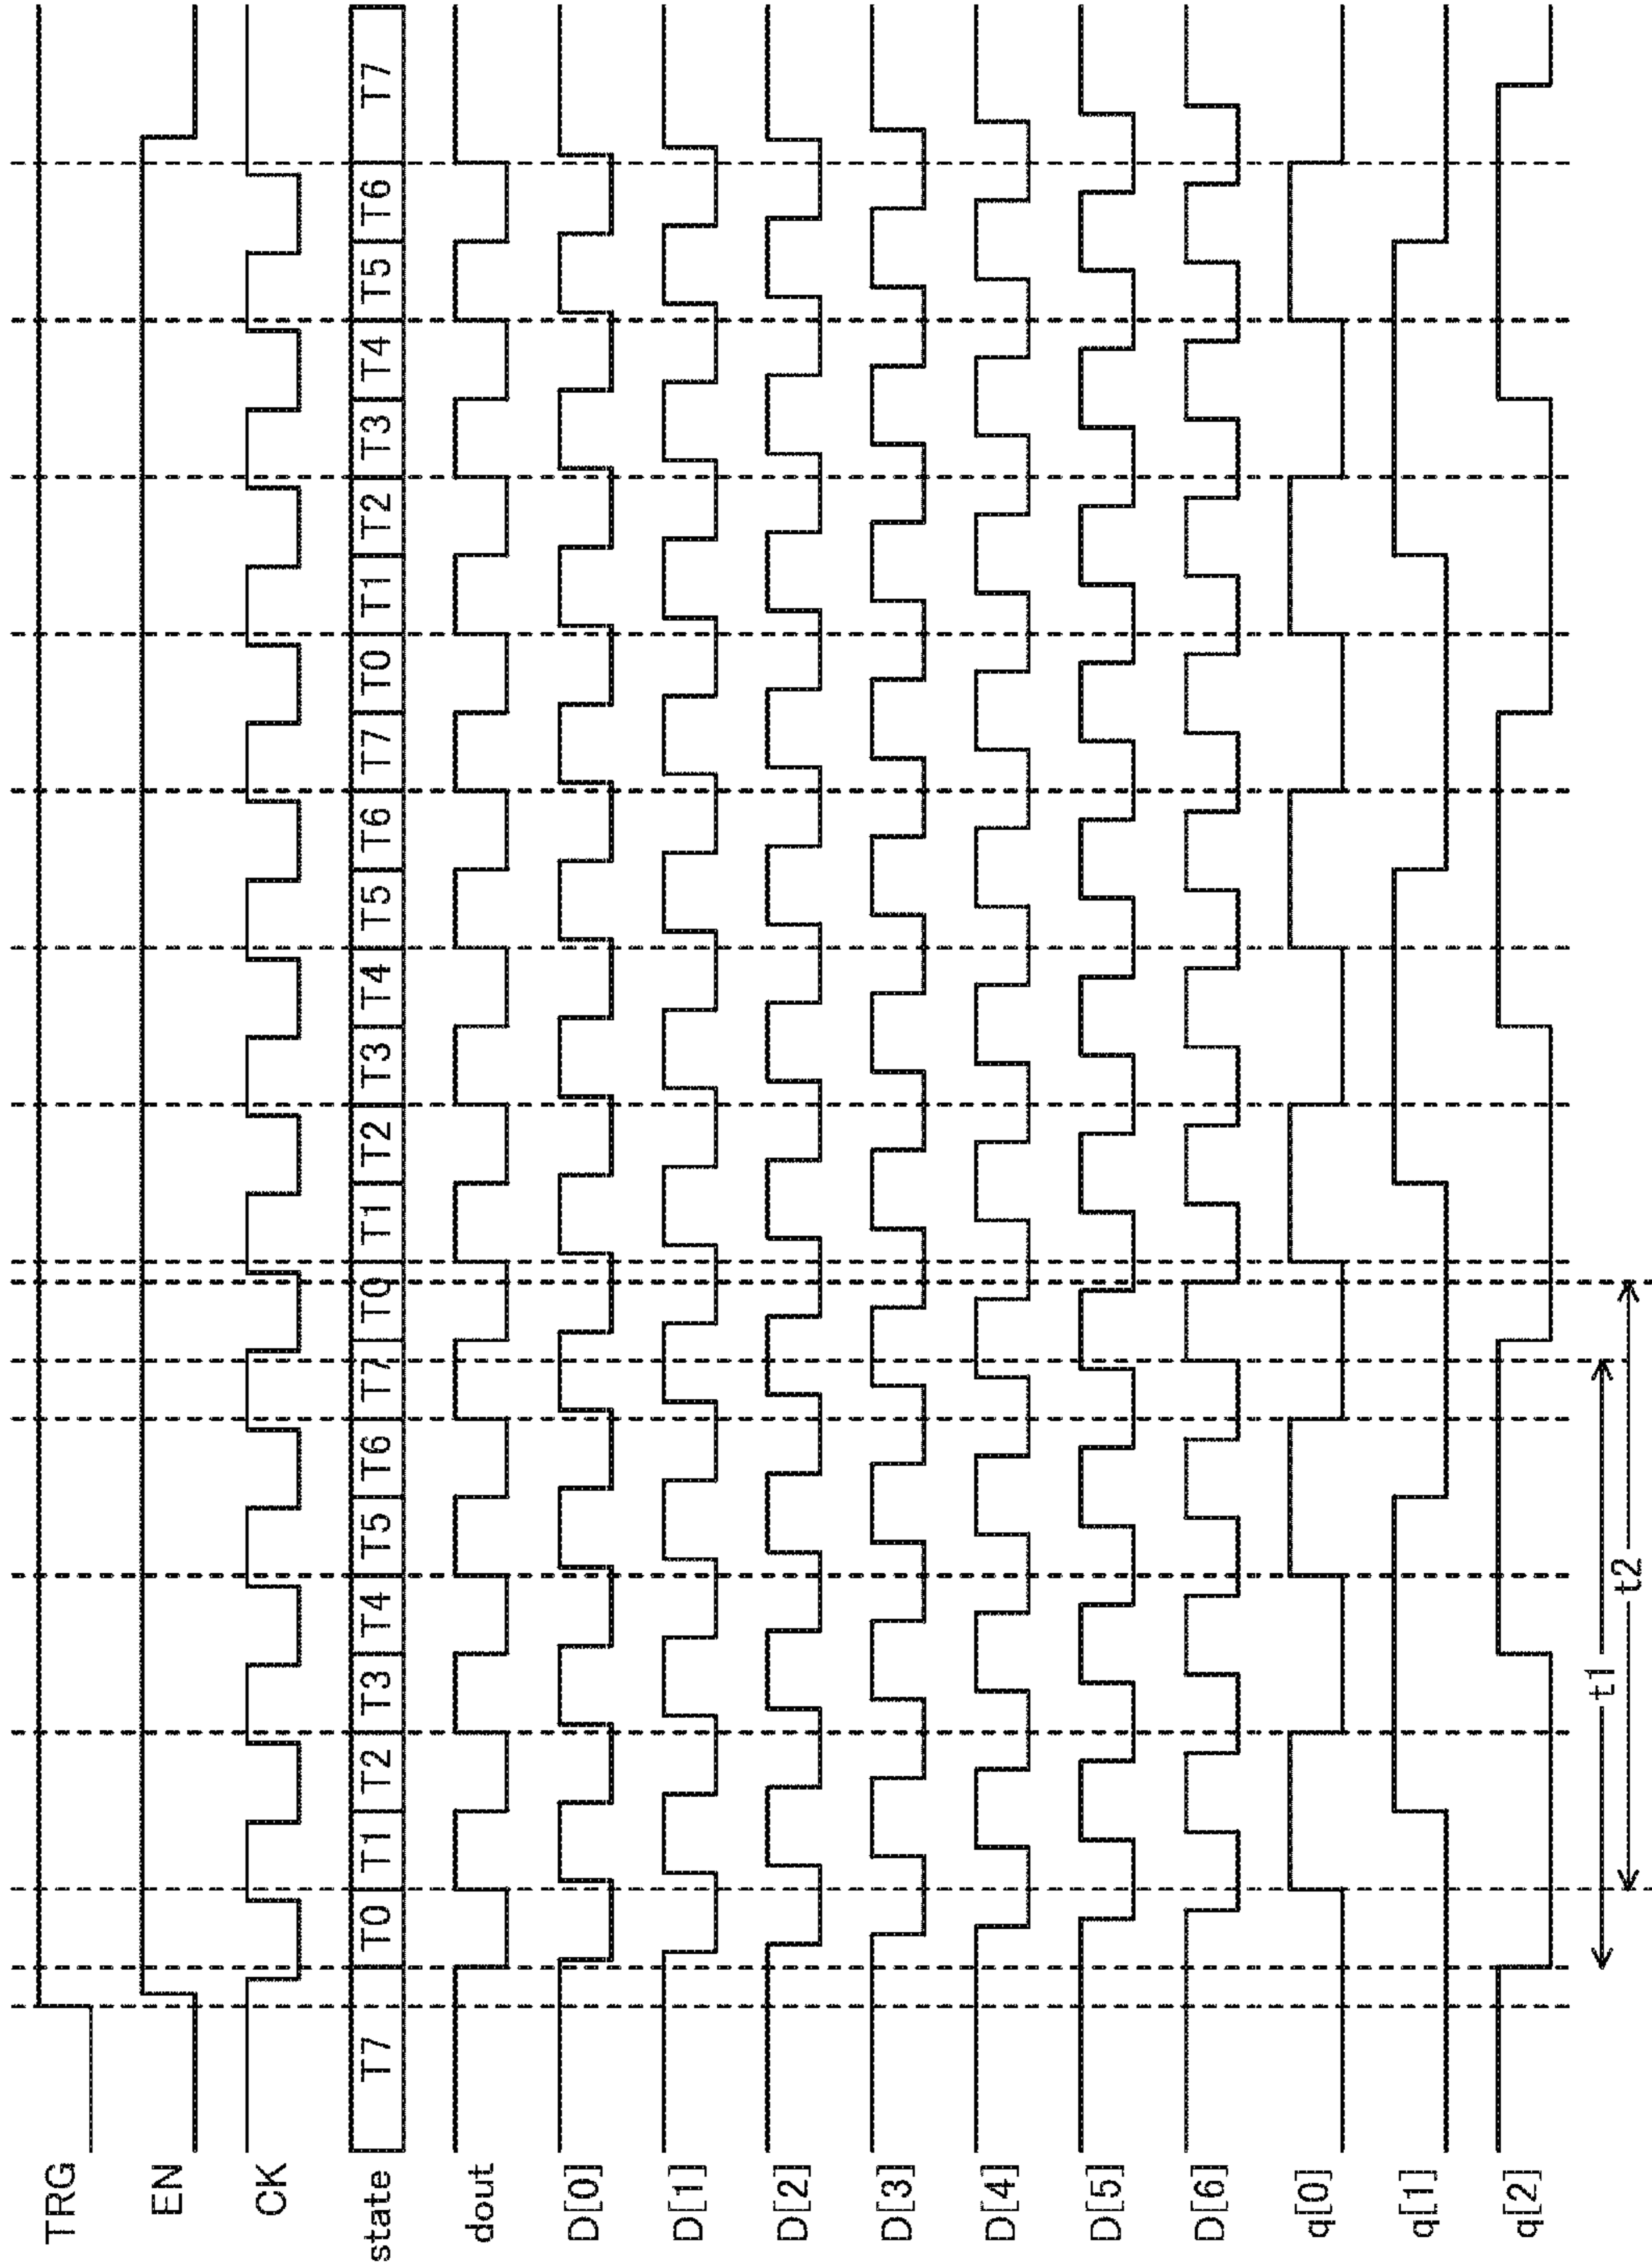 TRG
EN
CK
state T7 T0 T1 T2 T3 T4 T5 T6 T7 T0 T1 T2 T3 T4 T5 T6 T7 T0 T1 T2 T3 T4 T5 T6 T7
dout
D[0]
D[1]
D[2]
D[3]
D[4]
D[5]
D[6]
q[0]
q[1]
q[2]
t1
t2